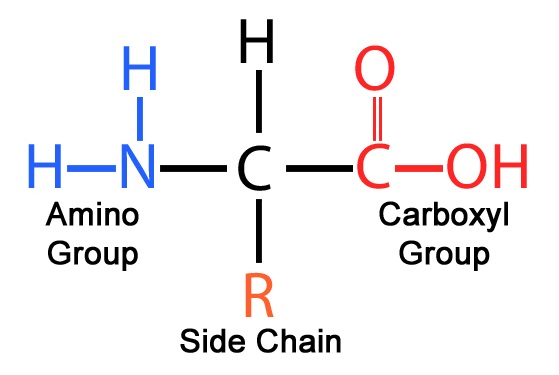 H
H O
H N C C OH
Amino
Group
Carboxyl
Group
R
Side Chain